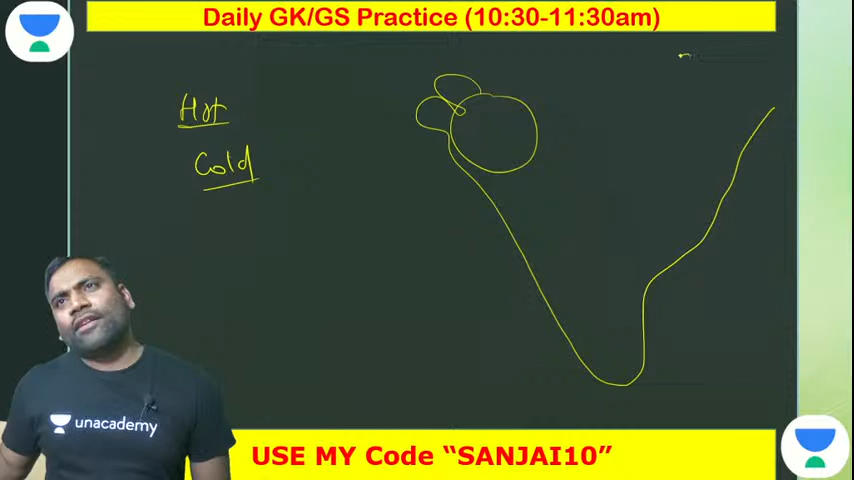 Daily GK/GS Practice (10:30-11:30am)
Hot
Cold
unacademy
USE MY Code “SANJAI10”